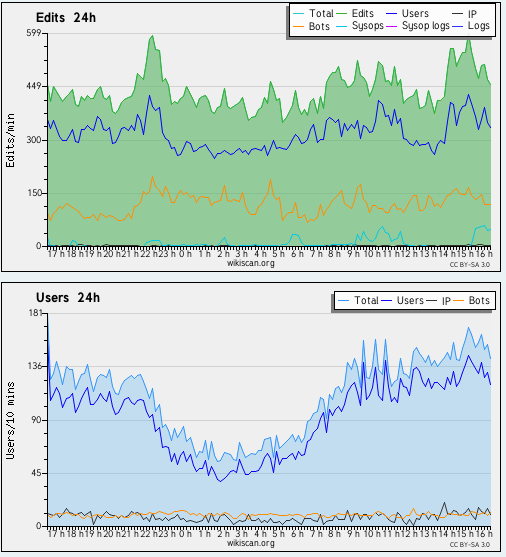 Edits 24h
Total Edits Users IP
Bots Sysops Sysop logs Logs
599
449
300
150
0
Edits/min
17 h 18 h 19 h 20 h 21 h 22 h 23 h 0 h 1 h 2 h 3 h 4 h 5 h 6 h 7 h 8 h 9 h 10 h 11 h 12 h 13 h 14 h 15 h 16 h
wikiscan.org
CC BY-SA 3.0
Users 24h
Total Users IP Bots
181
136
90
45
0
Users/10 mins
17 h 18 h 19 h 20 h 21 h 22 h 23 h 0 h 1 h 2 h 3 h 4 h 5 h 6 h 7 h 8 h 9 h 10 h 11 h 12 h 13 h 14 h 15 h 16 h
wikiscan.org
CC BY-SA 3.0